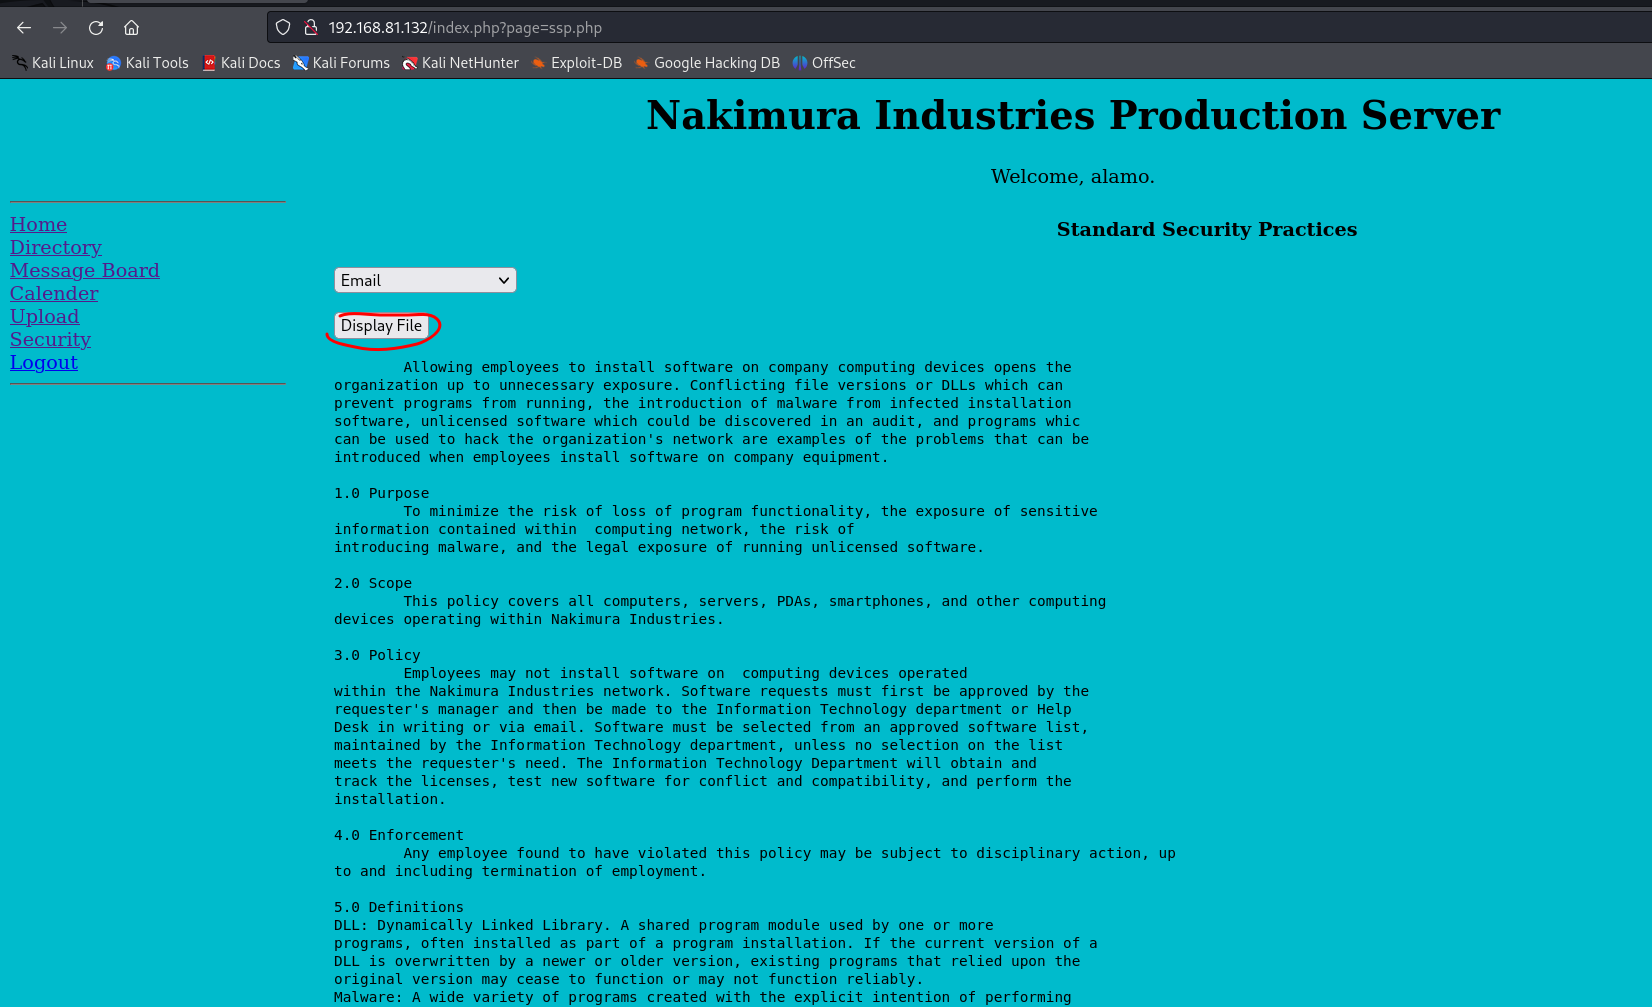 192.168.81.132/index.php?page=ssp.php
Kali Linux Kali Tools Kali Docs Kali Forums Kali NetHunter Exploit-DB Google Hacking DB OffSec
Nakimura Industries Production Server
Welcome, alamo.
Home
Directory
Message Board
Calender
Upload
Security
Logout
Standard Security Practices
Email
Display File
Allowing employees to install software on company computing devices opens the
organization up to unnecessary exposure. Conflicting file versions or DLLs which can
prevent programs from running, the introduction of malware from infected installation
software, unlicensed software which could be discovered in an audit, and programs whic
can be used to hack the organization's network are examples of the problems that can be
introduced when employees install software on company equipment.
1.0 Purpose
To minimize the risk of loss of program functionality, the exposure of sensitive
information contained within  computing network, the risk of
introducing malware, and the legal exposure of running unlicensed software.
2.0 Scope
This policy covers all computers, servers, PDAs, smartphones, and other computing
devices operating within Nakimura Industries.
3.0 Policy
Employees may not install software on  computing devices operated
within the Nakimura Industries network. Software requests must first be approved by the
requester's manager and then be made to the Information Technology department or Help
Desk in writing or via email. Software must be selected from an approved software list,
maintained by the Information Technology department, unless no selection on the list
meets the requester's need. The Information Technology Department will obtain and
track the licenses, test new software for conflict and compatibility, and perform the
installation.
4.0 Enforcement
Any employee found to have violated this policy may be subject to disciplinary action, up
to and including termination of employment.
5.0 Definitions
DLL: Dynamically Linked Library. A shared program module used by one or more
programs, often installed as part of a program installation. If the current version of a
DLL is overwritten by a newer or older version, existing programs that relied upon the
original version may cease to function or may not function reliably.
Malware: A wide variety of programs created with the explicit intention of performing